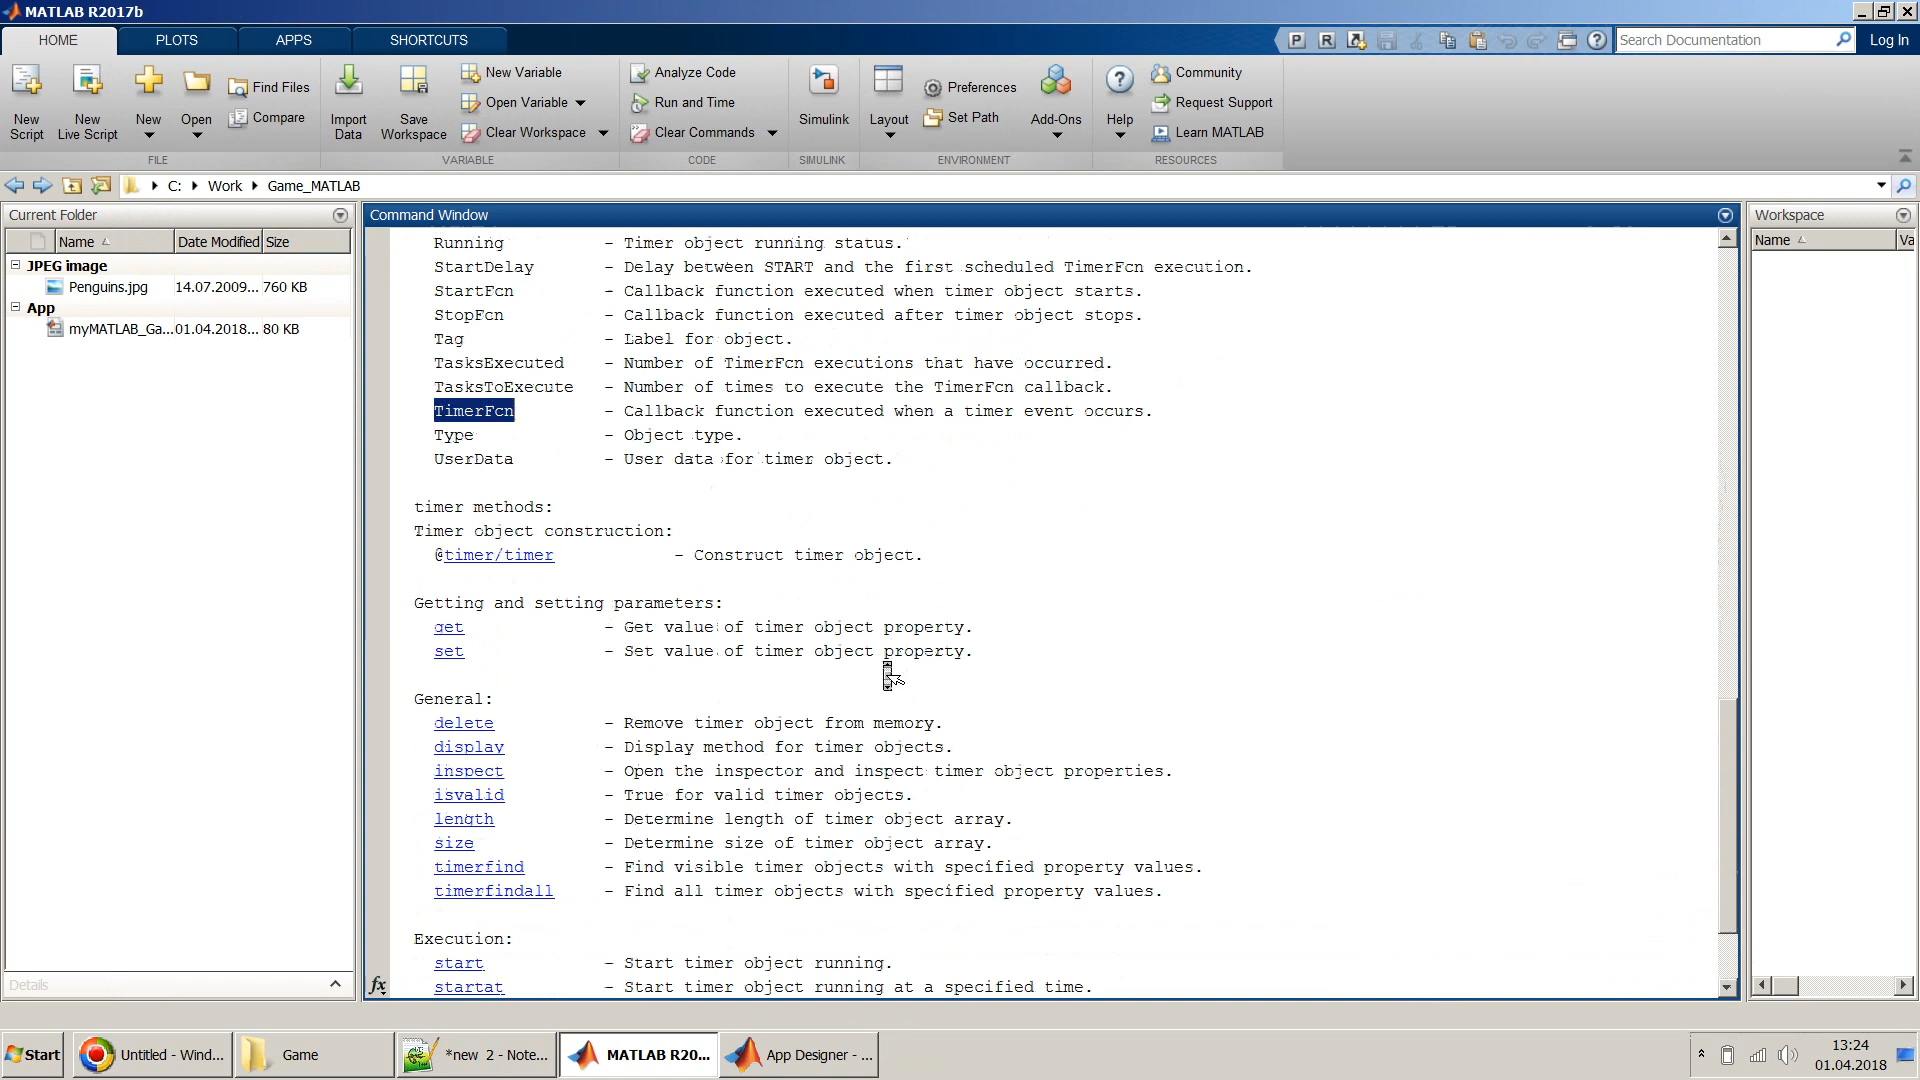 MATLAB R2017b
HOME PLOTS APPS SHORTCUTS
Search Documentation
Log In
New Script
New Live Script
New
Open
Find Files
Compare
Import Data
Save Workspace
New Variable
Open Variable
Clear Workspace
Analyze Code
Run and Time
Clear Commands
Simulink
Layout
Preferences
Set Path
Add-Ons
Help
Community
Request Support
Learn MATLAB
FILE VARIABLE CODE SIMULINK ENVIRONMENT RESOURCES
C: Work Game_MATLAB
Current Folder
Name Date Modified Size
JPEG image
Penguins.jpg 14.07.2009... 760 KB
App
myMATLAB_Ga... 01.04.2018... 80 KB
Details
Command Window
Running - Timer object running status.
StartDelay - Delay between START and the first scheduled TimerFcn execution.
StartFcn - Callback function executed when timer object starts.
StopFcn - Callback function executed after timer object stops.
Tag - Label for object.
TasksExecuted - Number of TimerFcn executions that have occurred.
TasksToExecute - Number of times to execute the TimerFcn callback.
TimerFcn - Callback function executed when a timer event occurs.
Type - Object type.
UserData - User data for timer object.
timer methods:
Timer object construction:
@timer/timer - Construct timer object.
Getting and setting parameters:
get - Get value of timer object property.
set - Set value of timer object property.
General:
delete - Remove timer object from memory.
display - Display method for timer objects.
inspect - Open the inspector and inspect timer object properties.
isvalid - True for valid timer objects.
length - Determine length of timer object array.
size - Determine size of timer object array.
timerfind - Find visible timer objects with specified property values.
timerfindall - Find all timer objects with specified property values.
Execution:
start - Start timer object running.
startat - Start timer object running at a specified time.
fx
Workspace
Name Va
Start
Untitled - Wind...
Game
*new 2 - Note...
MATLAB R20...
App Designer - ...
13:24
01.04.2018